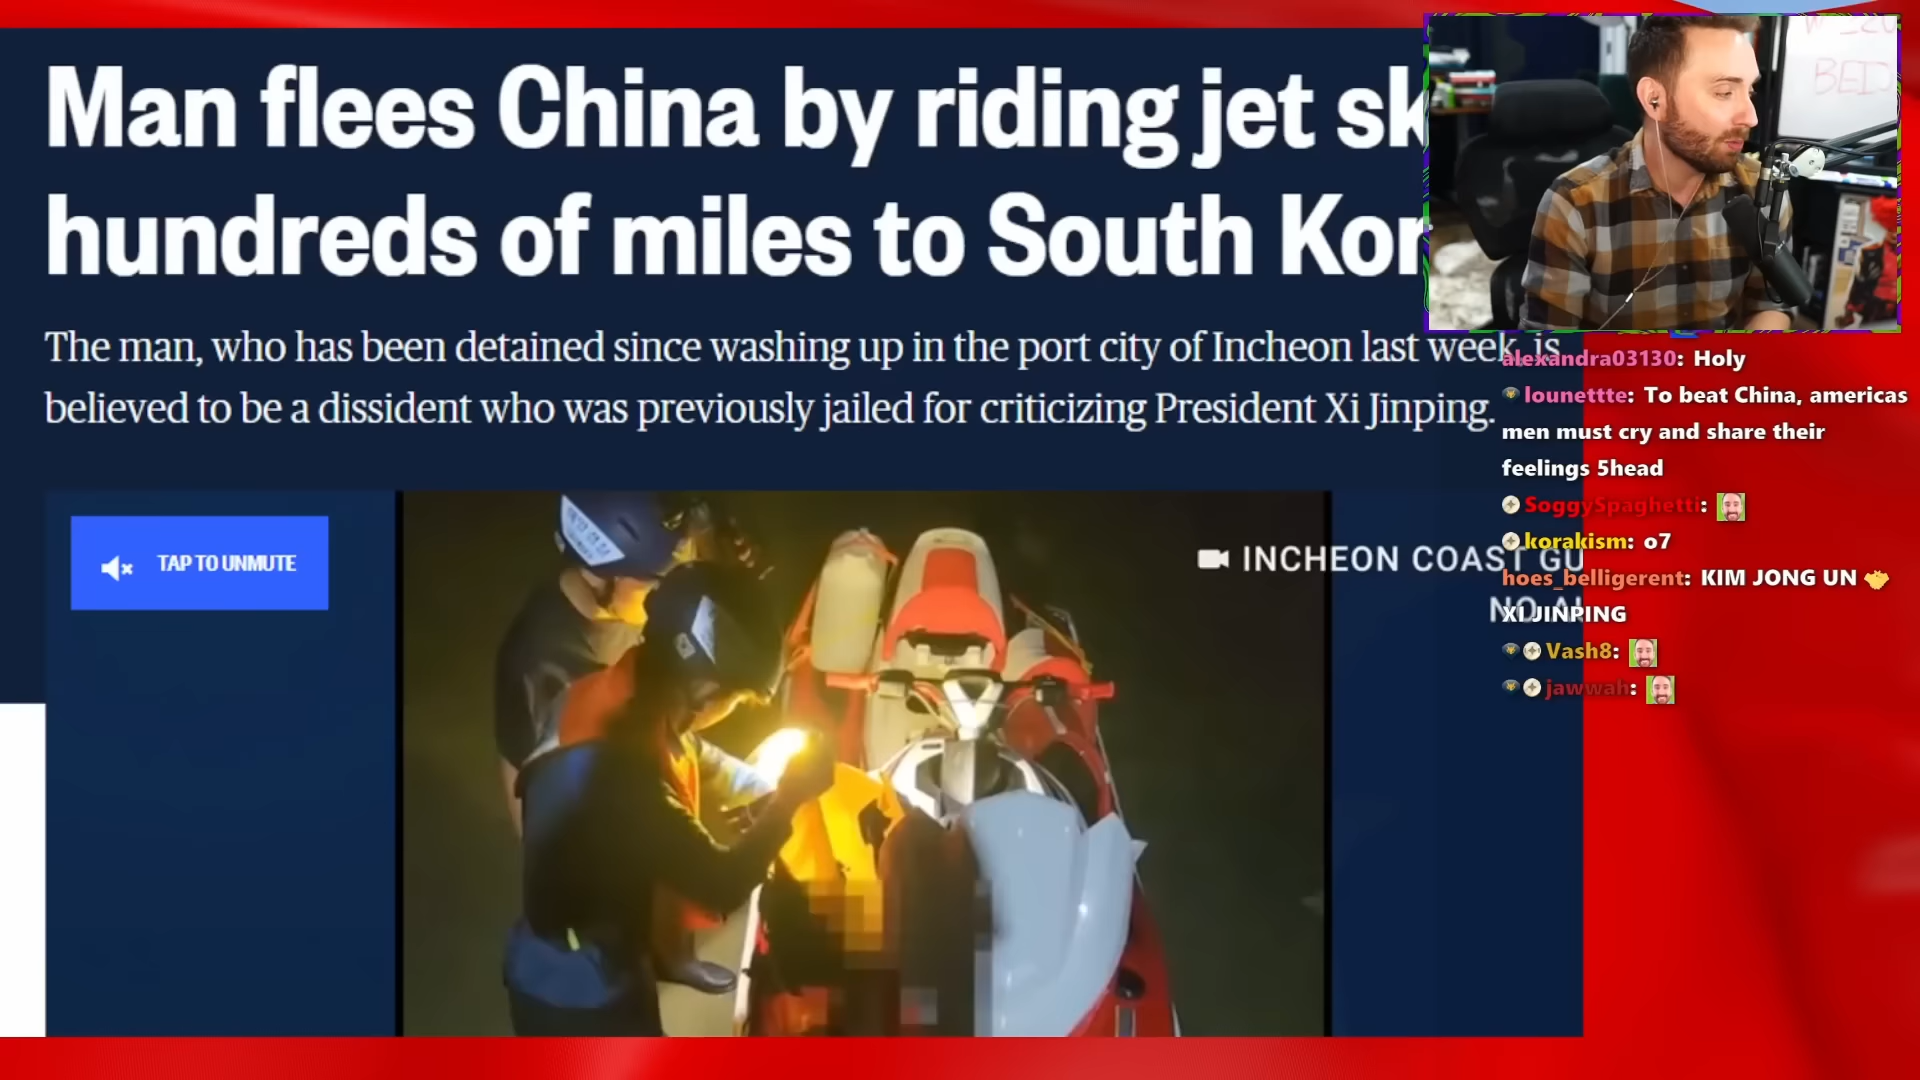 Man flees China by riding jet sk
hundreds of miles to South Kor
The man, who has been detained since washing up in the port city of Incheon last week, is
believed to be a dissident who was previously jailed for criticizing President Xi Jinping.
TAP TO UNMUTE
INCHEON COAST GU
NO
BEI
alexandra03130: Holy
lounettte: To beat China, americas
men must cry and share their
feelings 5head
SoggySpaghetti:
korakism: o7
hoes_belligerent: KIM JONG UN
XI JINPING
Vash8:
jawwah: